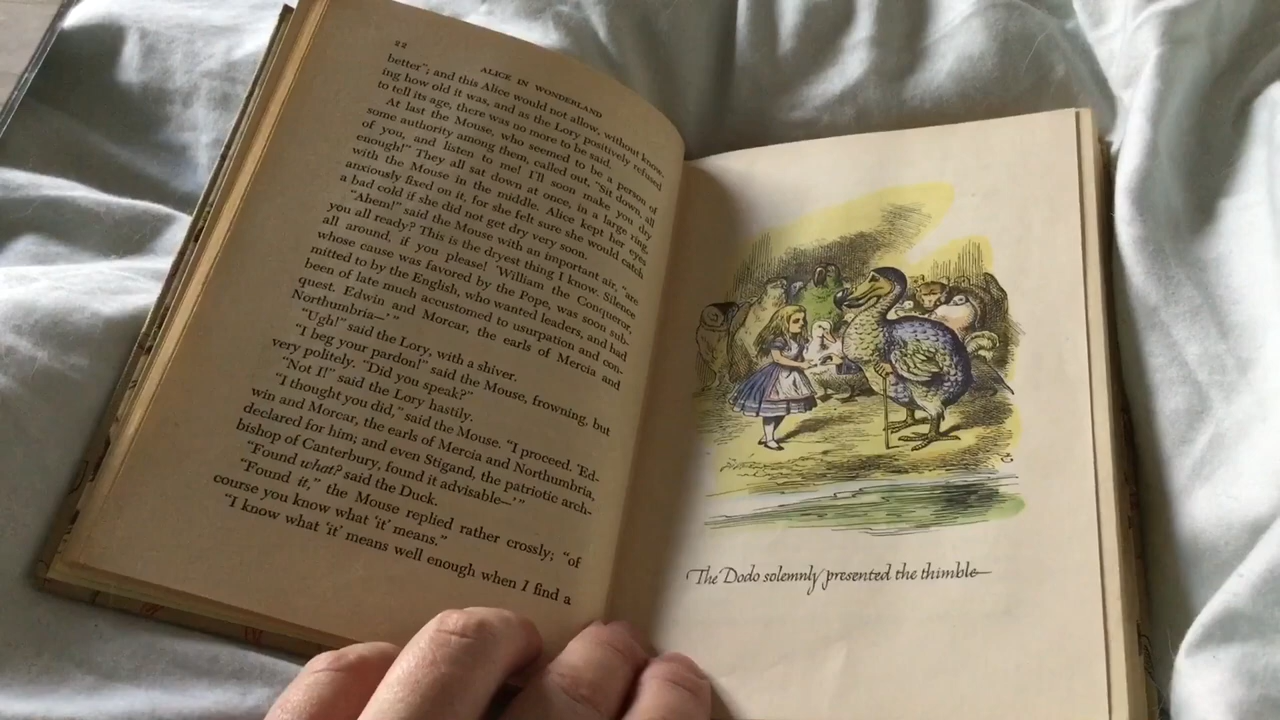 22
ALICE IN WONDERLAND
better"; and this Alice would not allow, without know-
ing how old it was, and as the Lory positively refused
to tell its age, there was no more to be said.
At last the Mouse, who seemed to be a person of
some authority among them, called out, "Sit down, all
of you, and listen to me! I'll soon make you dry
enough!" They all sat down at once, in a large ring,
with the Mouse in the middle. Alice kept her eyes
anxiously fixed on it, for she felt sure she would catch
a bad cold if she did not get dry very soon.
"Ahem!" said the Mouse with an important air, "are
you all ready? This is the dryest thing I know. Silence
all around, if you please! 'William the Conqueror,
whose cause was favored by the Pope, was soon sub-
mitted to by the English, who wanted leaders, and had
been of late much accustomed to usurpation and con-
quest. Edwin and Morcar, the earls of Mercia and
Northumbria—' "
"Ugh!" said the Lory, with a shiver.
"I beg your pardon!" said the Mouse, frowning, but
very politely. "Did you speak?"
"Not I!" said the Lory hastily.
"I thought you did," said the Mouse. "I proceed. 'Ed-
win and Morcar, the earls of Mercia and Northumbria,
declared for him; and even Stigand, the patriotic arch-
bishop of Canterbury, found it advisable—' "
"Found what? said the Duck.
"Found it," the Mouse replied rather crossly; "of
course you know what 'it' means."
"I know what 'it' means well enough when I find a
The Dodo solemnly presented the thimble—